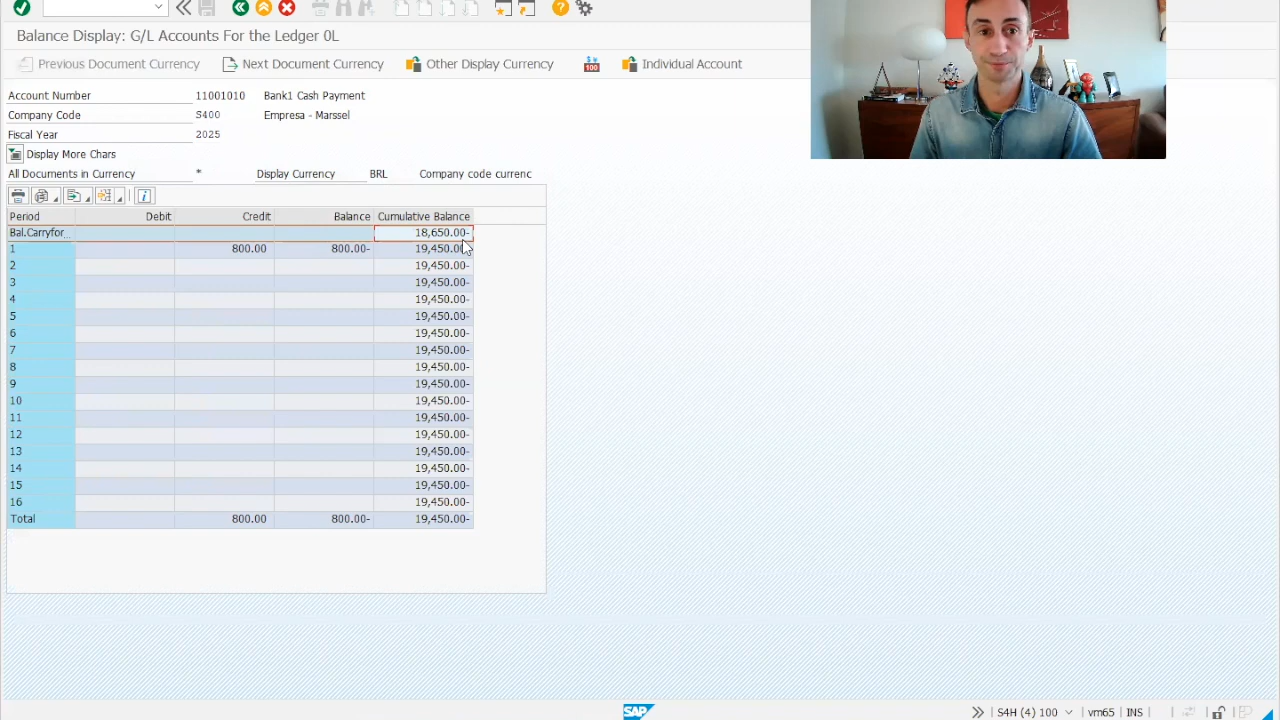 Balance Display: G/L Accounts For the Ledger 0L
Previous Document Currency Next Document Currency Other Display Currency Individual Account
Account Number 11001010 Bank1 Cash Payment
Company Code S400 Empresa - Marssel
Fiscal Year 2025
Display More Chars
All Documents in Currency * Display Currency BRL Company code currenc
Period Debit Credit Balance Cumulative Balance
Bal.Carryfor... 18,650.00-
1 800.00 800.00- 19,450.00-
2 19,450.00-
3 19,450.00-
4 19,450.00-
5 19,450.00-
6 19,450.00-
7 19,450.00-
8 19,450.00-
9 19,450.00-
10 19,450.00-
11 19,450.00-
12 19,450.00-
13 19,450.00-
14 19,450.00-
15 19,450.00-
16 19,450.00-
Total 800.00 800.00- 19,450.00-
SAP S4H (4) 100 vm65 INS